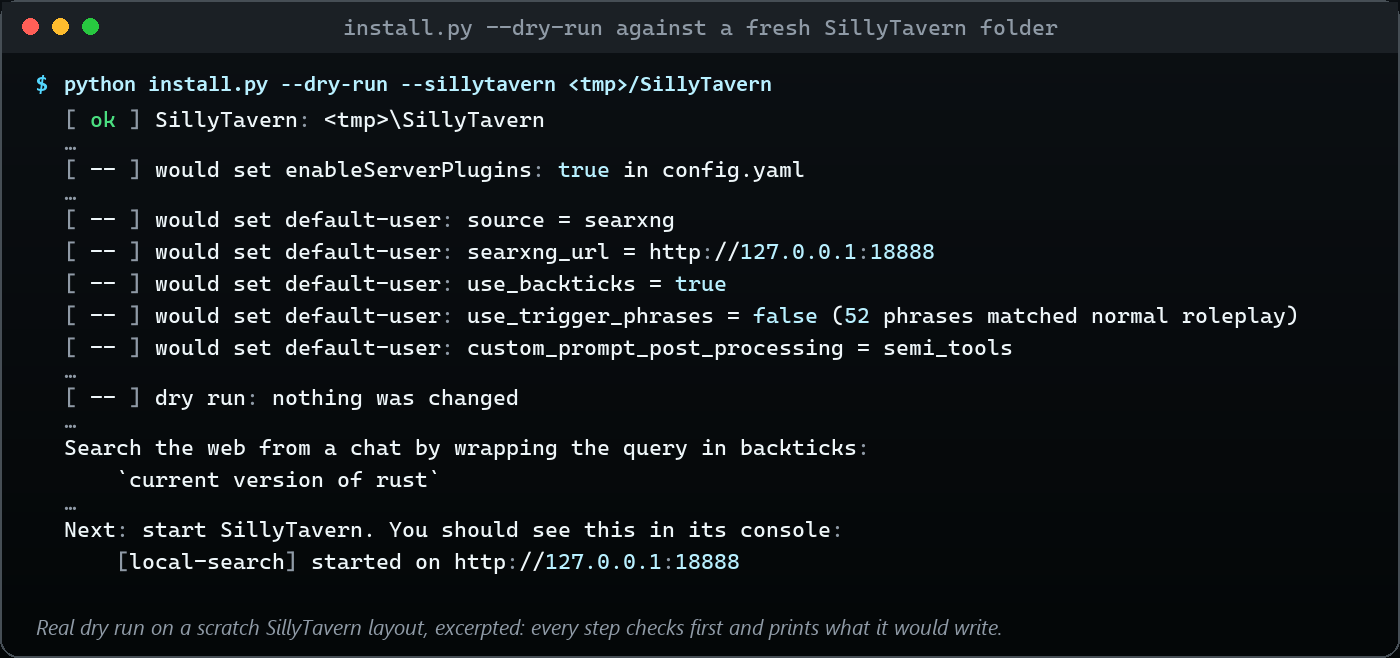 install.py --dry-run against a fresh SillyTavern folder
$ python install.py --dry-run --sillytavern <tmp>/SillyTavern
[ ok ] SillyTavern: <tmp>\SillyTavern
…
[ -- ] would set enableServerPlugins: true in config.yaml
…
[ -- ] would set default-user: source = searxng
[ -- ] would set default-user: searxng_url = http://127.0.0.1:18888
[ -- ] would set default-user: use_backticks = true
[ -- ] would set default-user: use_trigger_phrases = false (52 phrases matched normal roleplay)
[ -- ] would set default-user: custom_prompt_post_processing = semi_tools
…
[ -- ] dry run: nothing was changed
…
Search the web from a chat by wrapping the query in backticks:
`current version of rust`
…
Next: start SillyTavern. You should see this in its console:
[local-search] started on http://127.0.0.1:18888
Real dry run on a scratch SillyTavern layout, excerpted: every step checks first and prints what it would write.